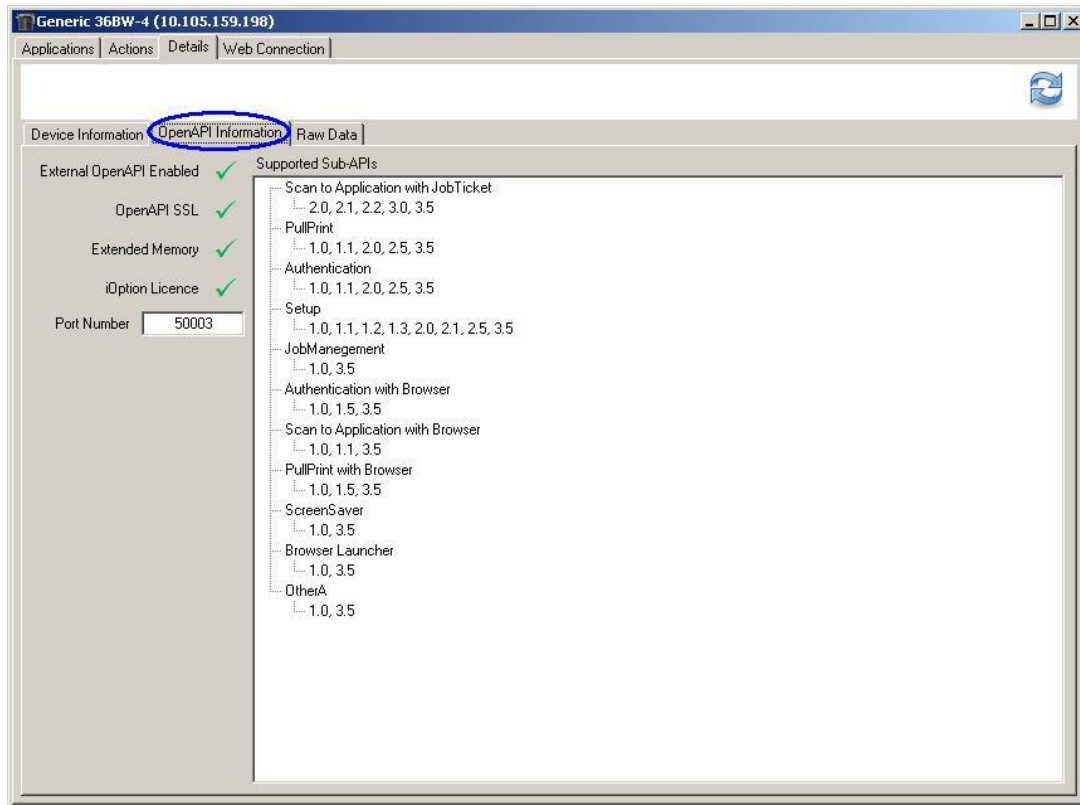 Generic 36BW-4 (10.105.159.198)
Applications Actions Details Web Connection
Device Information OpenAPI Information Raw Data
External OpenAPI Enabled
OpenAPI SSL
Extended Memory
iOption Licence
Port Number 50003
Supported Sub-APIs
Scan to Application with JobTicket
2.0, 2.1, 2.2, 3.0, 3.5
PullPrint
1.0, 1.1, 2.0, 2.5, 3.5
Authentication
1.0, 1.1, 2.0, 2.5, 3.5
Setup
1.0, 1.1, 1.2, 1.3, 2.0, 2.1, 2.5, 3.5
JobManegement
1.0, 3.5
Authentication with Browser
1.0, 1.5, 3.5
Scan to Application with Browser
1.0, 1.1, 3.5
PullPrint with Browser
1.0, 1.5, 3.5
ScreenSaver
1.0, 3.5
Browser Launcher
1.0, 3.5
OtherA
1.0, 3.5